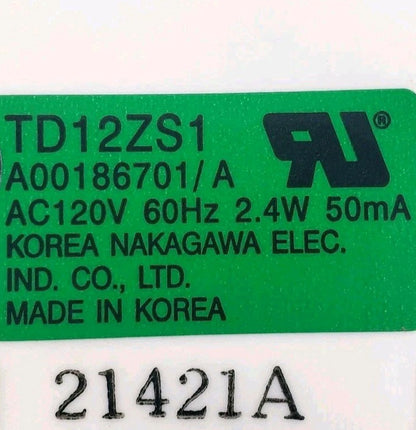 TD12ZS1
A00186701/A
AC120V 60Hz 2.4W 50mA
KOREA NAKAGAWA ELEC.
IND. CO., LTD.
MADE IN KOREA
21421A